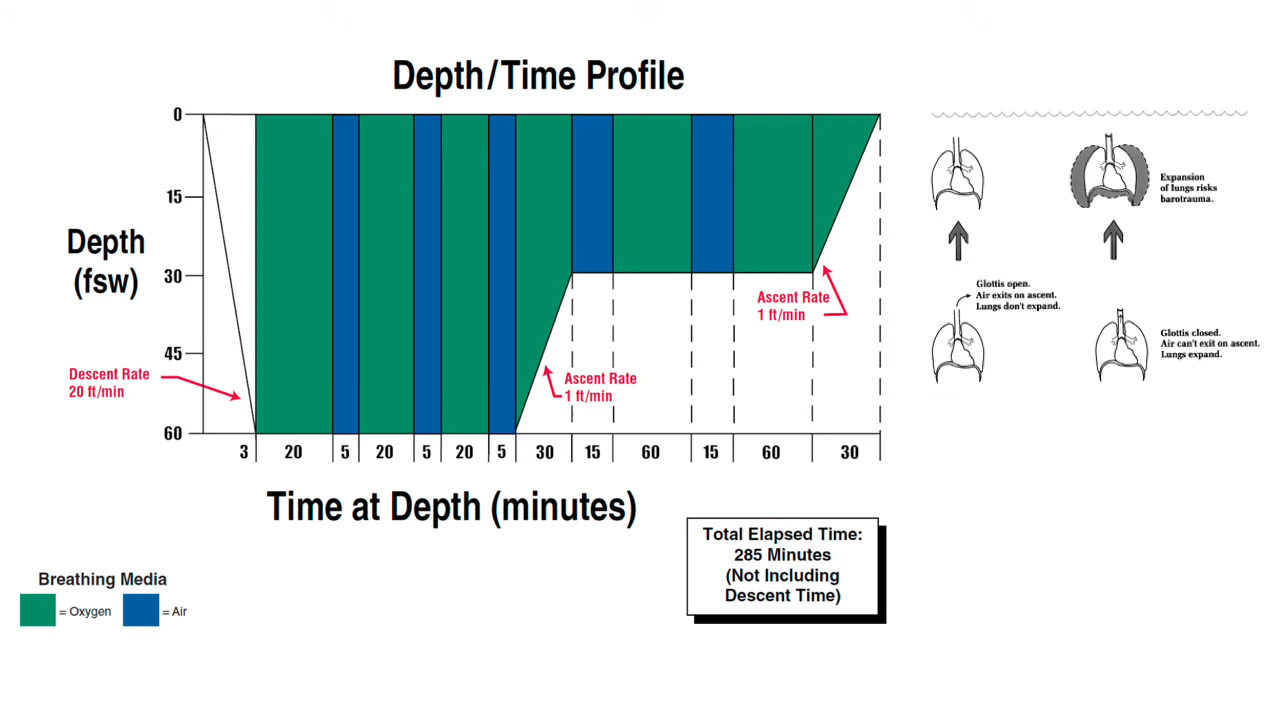 Depth/Time Profile
0
15
30
45
60
Depth
(fsw)
Descent Rate
20 ft/min
Ascent Rate
1 ft/min
Ascent Rate
1 ft/min
3 20 5 20 5 20 5 30 15 60 15 60 30
Time at Depth (minutes)
Total Elapsed Time:
285 Minutes
(Not Including
Descent Time)
Breathing Media
= Oxygen = Air
Expansion
of lungs risks
barotrauma.
Glottis open.
Air exits on ascent.
Lungs don't expand.
Glottis closed.
Air can't exit on ascent.
Lungs expand.